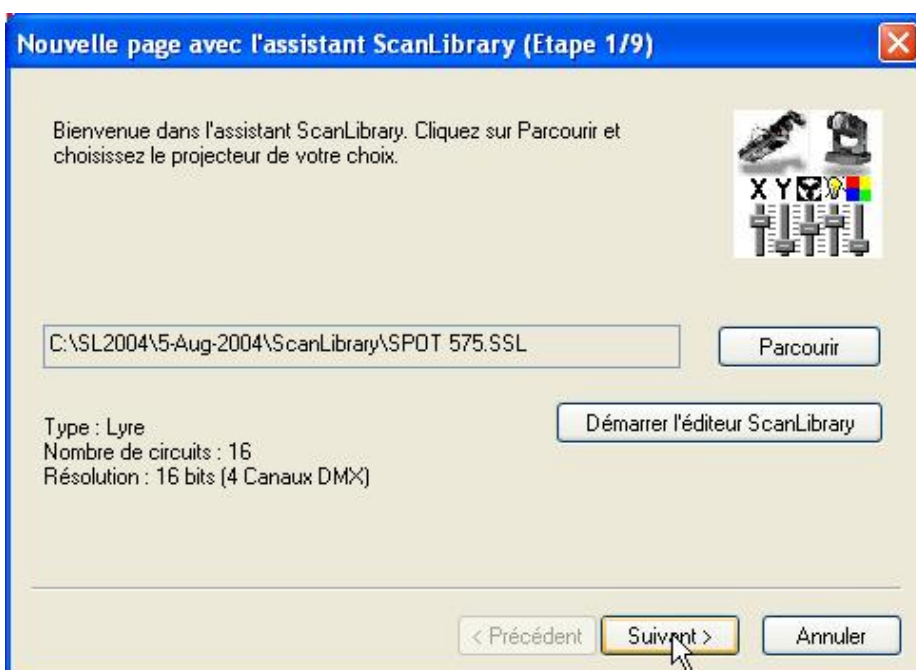 Nouvelle page avec l'assistant ScanLibrary (Etape 1/9)
Bienvenue dans l'assistant ScanLibrary. Cliquez sur Parcourir et
choisissez le projecteur de votre choix.
X Y
C:\SL2004\5-Aug-2004\ScanLibrary\SPOT 575.SSL
Parcourir
Démarrer l'éditeur ScanLibrary
Type : Lyre
Nombre de circuits : 16
Résolution : 16 bits (4 Canaux DMX)
< Précédent
Suivant >
Annuler